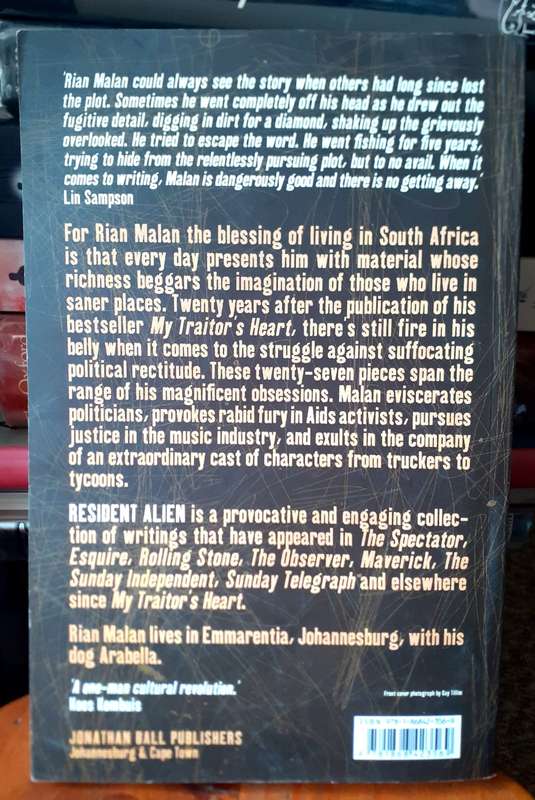 'Rian Malan could always see the story when others had long since lost
the plot. Sometimes he went completely off his head as he drew out the
fugitive detail, digging in dirt for a diamond, shaking up the grievously
overlooked. He tried to escape the word. He went fishing for five years,
trying to hide from the relentlessly pursuing plot, but to no avail. When it
comes to writing, Malan is dangerously good and there is no getting away.'
Lin Sampson
For Rian Malan the blessing of living in South Africa
is that every day presents him with material whose
richness beggars the imagination of those who live in
saner places. Twenty years after the publication of his
bestseller My Traitor's Heart, there's still fire in his
belly when it comes to the struggle against suffocating
political rectitude. These twenty-seven pieces span the
range of his magnificent obsessions. Malan eviscerates
politicians, provokes rabid fury in Aids activists, pursues
justice in the music industry, and exults in the company
of an extraordinary cast of characters from truckers to
tycoons.
RESIDENT ALIEN is a provocative and engaging collec-
tion of writings that have appeared in The Spectator,
Esquire, Rolling Stone, The Observer, Maverick, The
Sunday Independent, Sunday Telegraph and elsewhere
since My Traitor's Heart.
Rian Malan lives in Emmarentia, Johannesburg, with his
dog Arabella.
'A one-man cultural revolution.'
Koos Kombuis
Front cover photograph by Guy Tillim
JONATHAN BALL PUBLISHERS
Johannesburg & Cape Town
Oxford